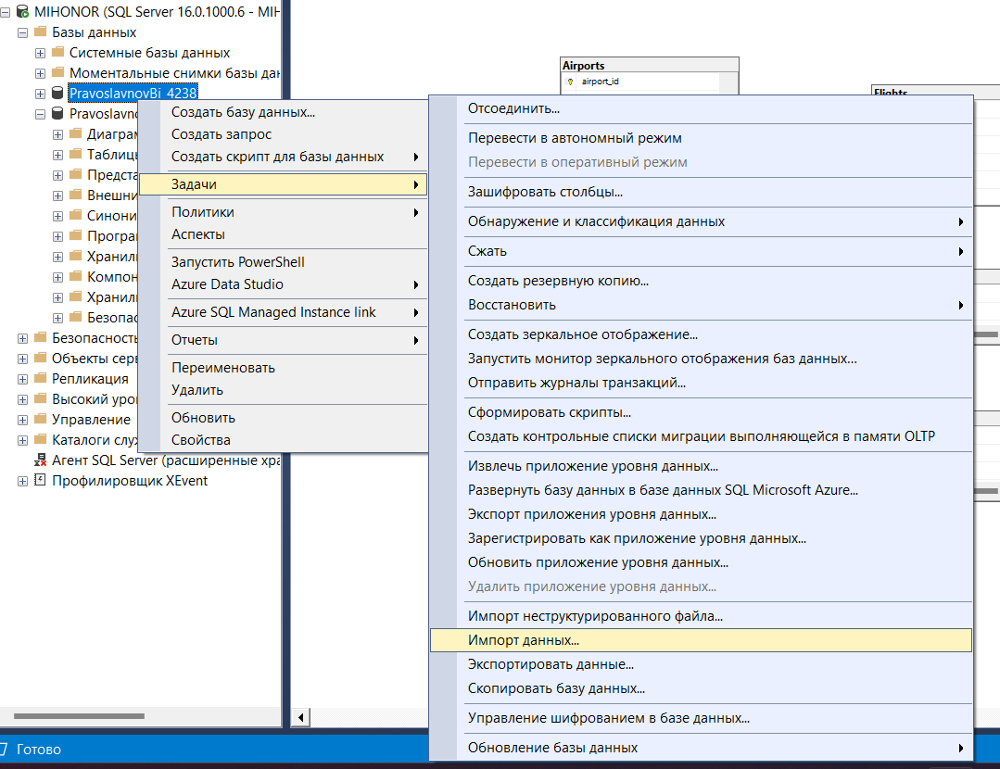 MIHONOR (SQL Server 16.0.1000.6 - MIH
Базы данных
Системные базы данных
Моментальные снимки базы дан
PravoslavnovBi_4238
Pravoslavno
Диаграм
Таблицы
Предста
Внешни
Синони
Програм
Хранил
Компон
Хранил
Безопас
Безопасность
Объекты серв
Репликация
Высокий уров
Управление
Каталоги служ
Агент SQL Server (расширенные хра
Профилировщик XEvent
Готово
Создать базу данных...
Создать запрос
Создать скрипт для базы данных
Задачи
Политики
Аспекты
Запустить PowerShell
Azure Data Studio
Azure SQL Managed Instance link
Отчеты
Переименовать
Удалить
Обновить
Свойства
Airports
airport_id
Flights
Отсоединить...
Перевести в автономный режим
Перевести в оперативный режим
Зашифровать столбцы...
Обнаружение и классификация данных
Сжать
Создать резервную копию...
Восстановить
Создать зеркальное отображение...
Запустить монитор зеркального отображения баз данных...
Отправить журналы транзакций...
Сформировать скрипты...
Создать контрольные списки миграции выполняющейся в памяти OLTP
Извлечь приложение уровня данных...
Развернуть базу данных в базе данных SQL Microsoft Azure...
Экспорт приложения уровня данных...
Зарегистрировать как приложение уровня данных...
Обновить приложение уровня данных...
Удалить приложение уровня данных...
Импорт неструктурированного файла...
Импорт данных...
Экспортировать данные...
Скопировать базу данных...
Управление шифрованием в базе данных...
Обновление базы данных